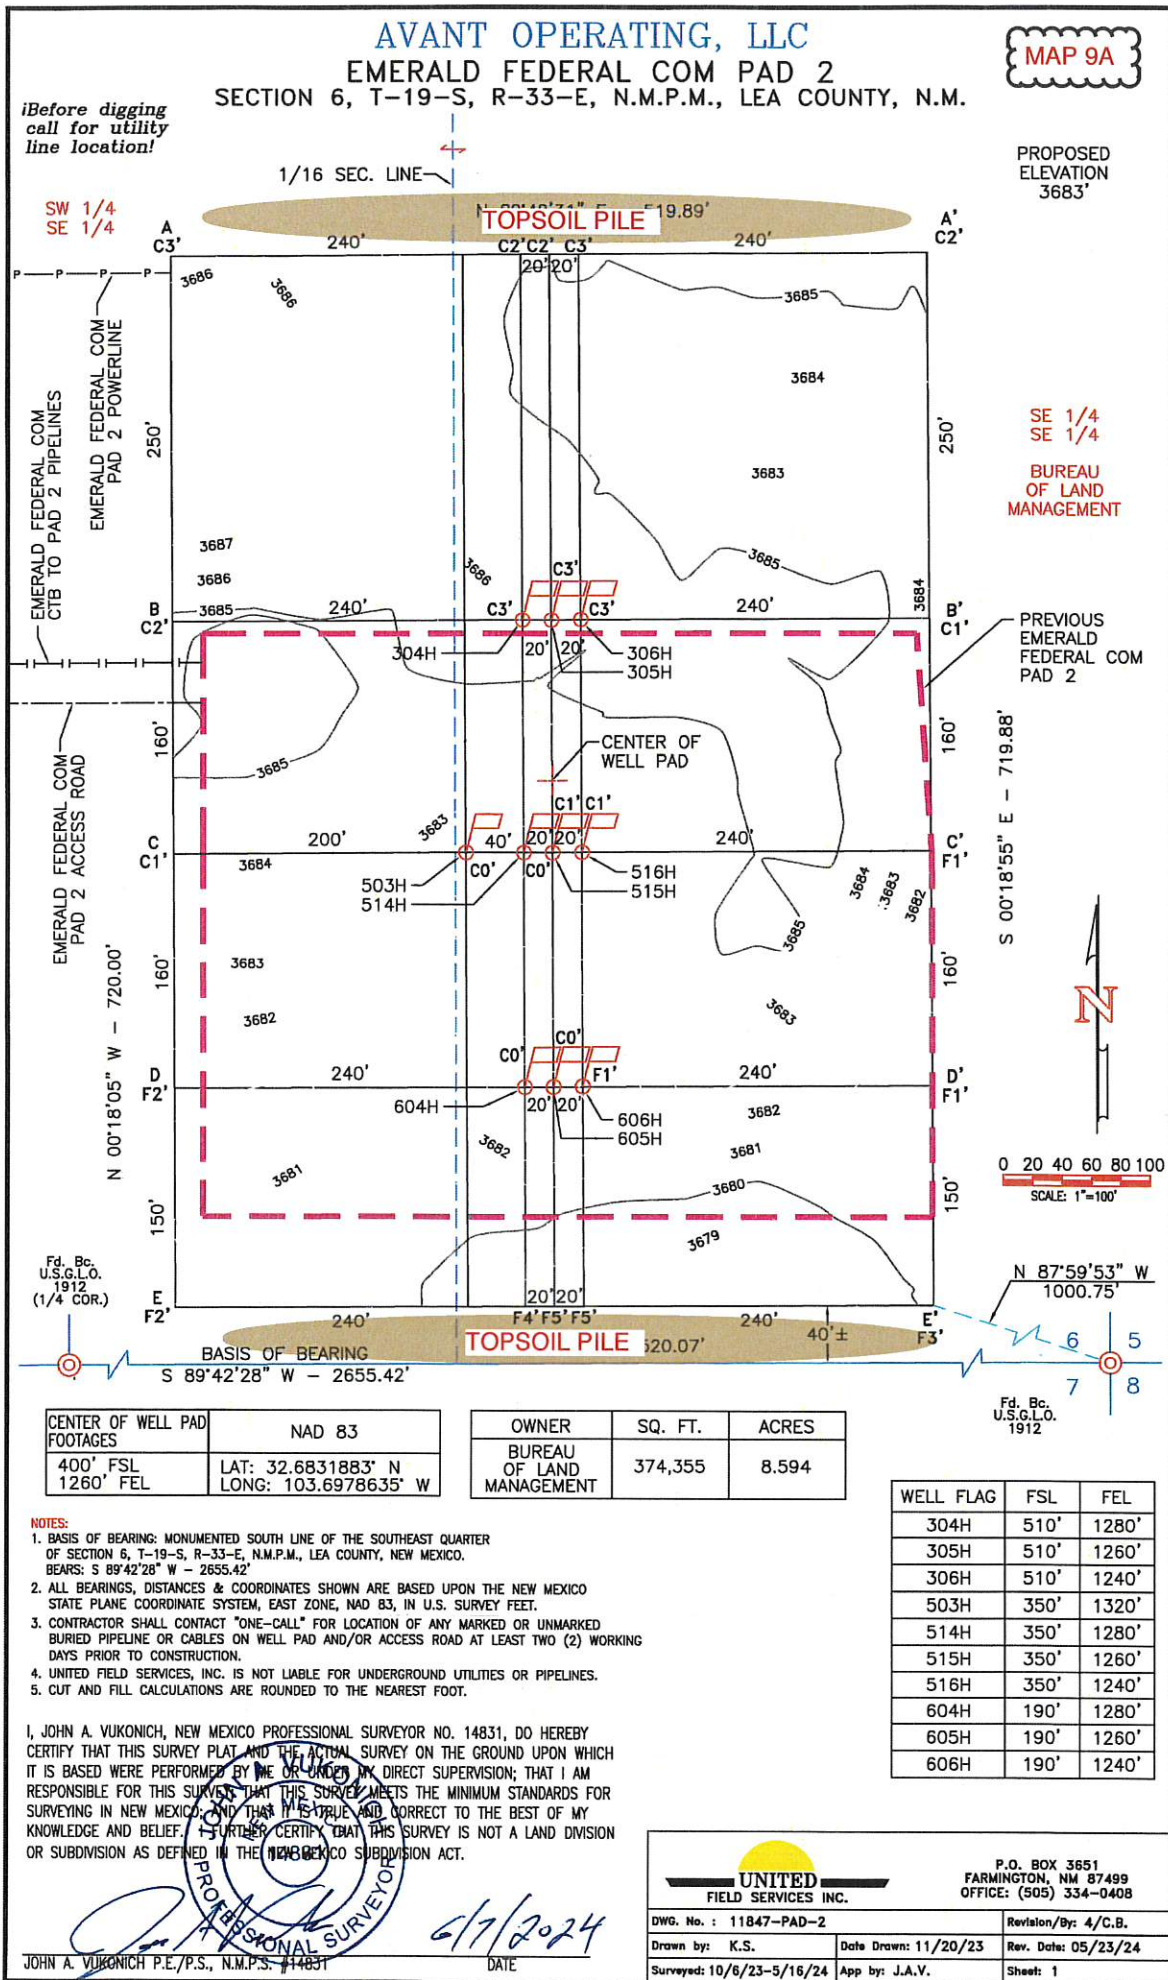 AVANT OPERATING, LLC
EMERALD FEDERAL COM PAD 2
SECTION 6, T-19-S, R-33-E, N.M.P.M., LEA COUNTY, N.M.
MAP 9A
¡Before digging
call for utility
line location!
1/16 SEC. LINE
PROPOSED
ELEVATION
3683'
SW 1/4
SE 1/4
519.89'
TOPSOIL PILE
A
C3'
240'
C2' C2' C3'
240'
A'
C2'
20' 20'
P P P P
3686
3686
3685
3684
3683
EMERALD FEDERAL COM
PAD 2 POWERLINE
EMERALD FEDERAL COM
CTB TO PAD 2 PIPELINES
250'
250'
SE 1/4
SE 1/4
BUREAU
OF LAND
MANAGEMENT
3687
3686
3685
3686
3685
3684
B
C2'
240'
C3'
C3'
C3'
240'
B'
C1'
304H
20' 20'
306H
305H
PREVIOUS
EMERALD
FEDERAL COM
PAD 2
160'
160'
CENTER OF
WELL PAD
S 00°18'55" E - 719.88'
EMERALD FEDERAL COM
PAD 2 ACCESS ROAD
3685
3683
C
C1'
200'
40'
C1' C1'
20' 20'
240'
C'
F1'
3684
C0'
C0'
503H
514H
516H
515H
3684
3683
3682
3685
N 00°18'05" W - 720.00'
160'
160'
3683
3682
3683
N
D
F2'
240'
C0'
C0'
F1'
240'
D'
F1'
604H
20' 20'
606H
605H
3682
3682
3681
3681
3680
3679
0 20 40 60 80 100
SCALE: 1"=100'
150'
150'
Fd. Bc.
U.S.G.L.O.
1912
(1/4 COR.)
N 87°59'53" W
1000.75'
E
F2'
20' 20'
240'
F4' F5' F5'
240'
40'±
E'
F3'
TOPSOIL PILE
520.07'
BASIS OF BEARING
S 89°42'28" W - 2655.42'
6 5
7 8
Fd. Bc.
U.S.G.L.O.
1912
CENTER OF WELL PAD FOOTAGES NAD 83
400' FSL LAT: 32.6831883° N
1260' FEL LONG: 103.6978635° W
OWNER SQ. FT. ACRES
BUREAU OF LAND MANAGEMENT 374,355 8.594
WELL FLAG FSL FEL
304H 510' 1280'
305H 510' 1260'
306H 510' 1240'
503H 350' 1320'
514H 350' 1280'
515H 350' 1260'
516H 350' 1240'
604H 190' 1280'
605H 190' 1260'
606H 190' 1240'
NOTES:
1. BASIS OF BEARING: MONUMENTED SOUTH LINE OF THE SOUTHEAST QUARTER
OF SECTION 6, T-19-S, R-33-E, N.M.P.M., LEA COUNTY, NEW MEXICO.
BEARS: S 89°42'28" W - 2655.42'
2. ALL BEARINGS, DISTANCES & COORDINATES SHOWN ARE BASED UPON THE NEW MEXICO
STATE PLANE COORDINATE SYSTEM, EAST ZONE, NAD 83, IN U.S. SURVEY FEET.
3. CONTRACTOR SHALL CONTACT "ONE-CALL" FOR LOCATION OF ANY MARKED OR UNMARKED
BURIED PIPELINE OR CABLES ON WELL PAD AND/OR ACCESS ROAD AT LEAST TWO (2) WORKING
DAYS PRIOR TO CONSTRUCTION.
4. UNITED FIELD SERVICES, INC. IS NOT LIABLE FOR UNDERGROUND UTILITIES OR PIPELINES.
5. CUT AND FILL CALCULATIONS ARE ROUNDED TO THE NEAREST FOOT.
I, JOHN A. VUKONICH, NEW MEXICO PROFESSIONAL SURVEYOR NO. 14831, DO HEREBY
CERTIFY THAT THIS SURVEY PLAT AND THE ACTUAL SURVEY ON THE GROUND UPON WHICH
IT IS BASED WERE PERFORMED BY ME OR UNDER MY DIRECT SUPERVISION; THAT I AM
RESPONSIBLE FOR THIS SURVEY; THAT THIS SURVEY MEETS THE MINIMUM STANDARDS FOR
SURVEYING IN NEW MEXICO; AND THAT IT IS TRUE AND CORRECT TO THE BEST OF MY
KNOWLEDGE AND BELIEF. I FURTHER CERTIFY THAT THIS SURVEY IS NOT A LAND DIVISION
OR SUBDIVISION AS DEFINED IN THE NEW MEXICO SUBDIVISION ACT.
JOHN A. VUKONICH
NEW MEXICO
14831
PROFESSIONAL SURVEYOR
6/7/2024
JOHN A. VUKONICH P.E./P.S., N.M.P.S. #14831 DATE
UNITED
FIELD SERVICES INC.
P.O. BOX 3651
FARMINGTON, NM 87499
OFFICE: (505) 334-0408
DWG. No. : 11847-PAD-2 Revision/By: 4/C.B.
Drawn by: K.S. Date Drawn: 11/20/23 Rev. Date: 05/23/24
Surveyed: 10/6/23-5/16/24 App by: J.A.V. Sheet: 1